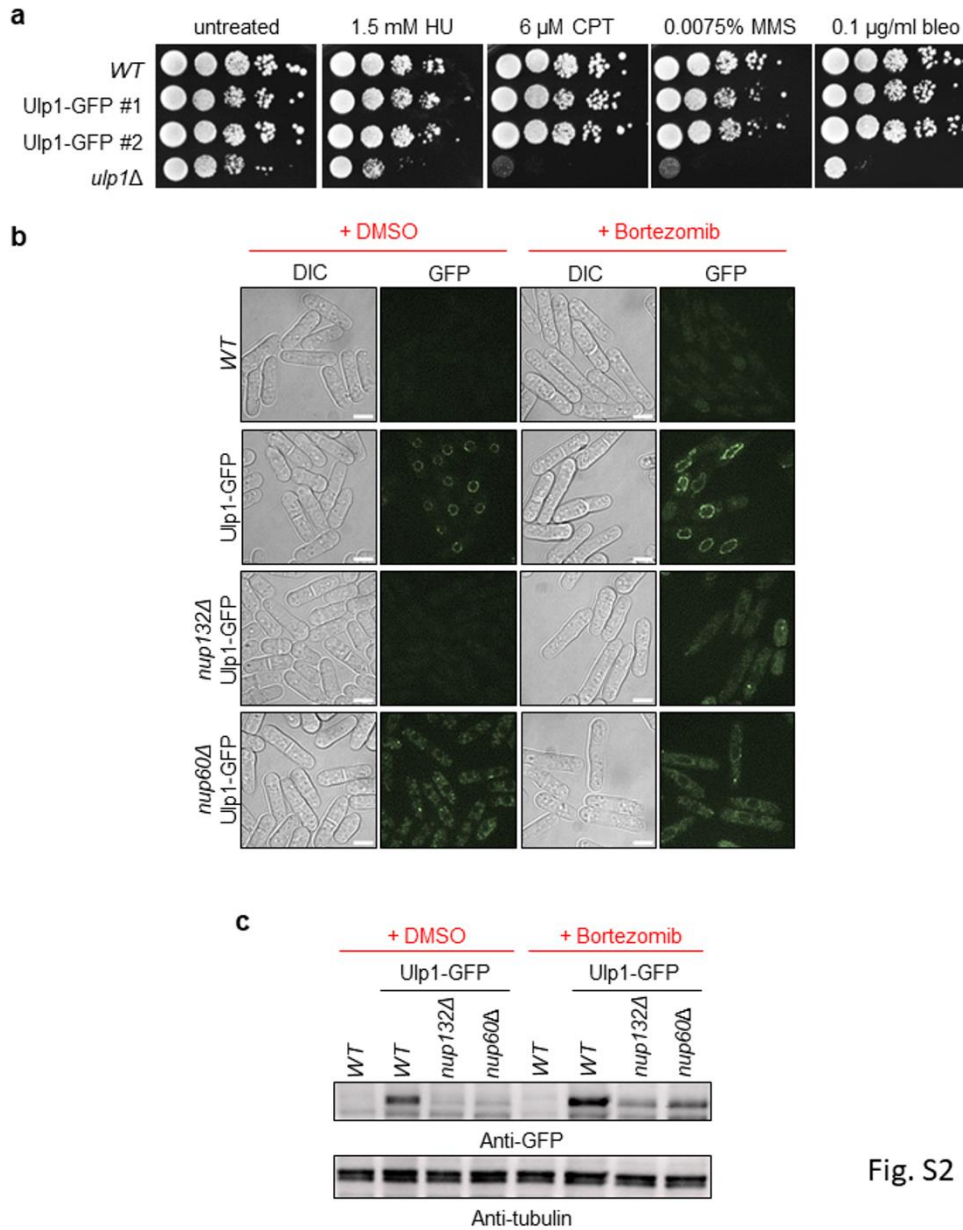 a
untreated 1.5 mM HU 6 µM CPT 0.0075% MMS 0.1 µg/ml bleo
WT
Ulp1-GFP #1
Ulp1-GFP #2
ulp1Δ
b
+ DMSO + Bortezomib
DIC GFP DIC GFP
WT
Ulp1-GFP
nup132Δ
Ulp1-GFP
nup60Δ
Ulp1-GFP
c
+ DMSO + Bortezomib
Ulp1-GFP Ulp1-GFP
WT WT nup132Δ nup60Δ WT WT nup132Δ nup60Δ
Anti-GFP
Fig. S2
Anti-tubulin